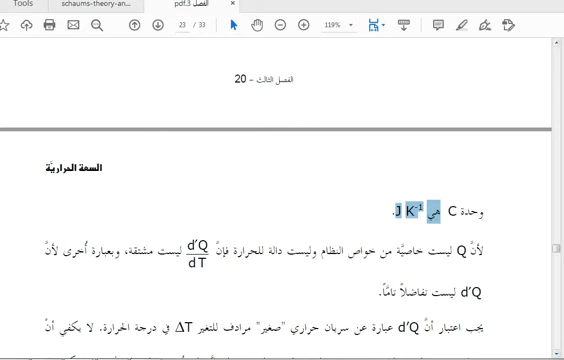 Tools
schaums-theory-an...
الفصل 3.pdf
×
23 / 33
119%
الفصل الثالث – 20
السعة الحراريَّة
وحدة C هي J K-1.
لأنَّ Q ليست خاصيَّة من خواص النظام وليست دالة للحرارة فإنَّ d′Q/dT ليست مشتقة، وبعبارة أُخرى لأنَّ
d′Q ليست تفاضلاً تامًّا.
يجب اعتبار أنَّ d′Q عبارة عن سريان حراري "صغير" مرادف للتغير ΔT في درجة الحرارة. لا يكفي أنَّ